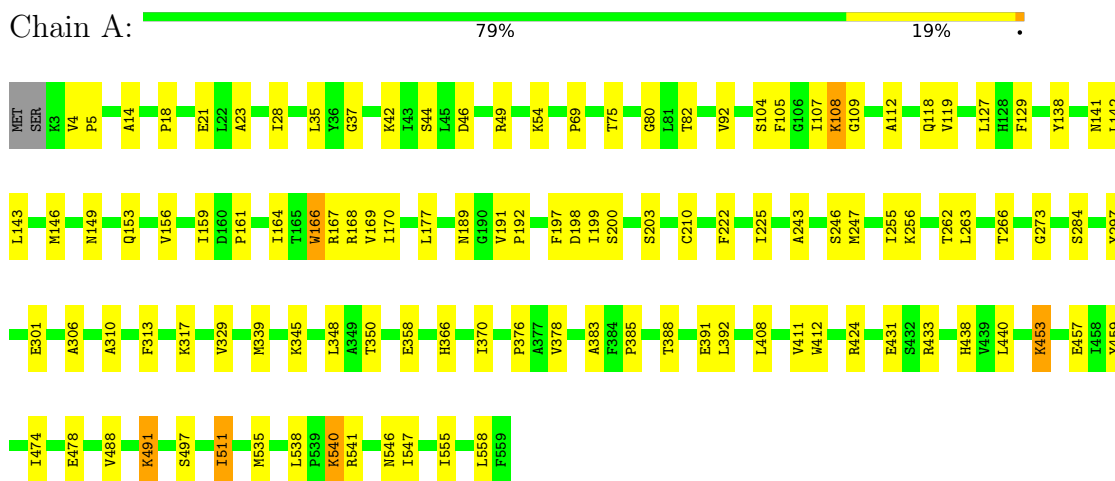 Chain A:
79% 19% •
MET SER K3 V4 P5 A14 P18 E21 L22 A23 I28 L35 Y36 G37 K42 I43 S44 L45 D46 R49 K54 P69 T75 G80 L81 T82 V92 S104 F105 G106 I107 K108 G109 A112 Q118 V119 L127 H128 F129 Y138 N141
L143 M146 N149 Q153 V156 I159 D160 P161 I164 T165 W166 R167 R168 V169 I170 L177 N189 G190 V191 P192 F197 D198 I199 S200 S203 C210 F222 I225 A243 S246 M247 I255 K256 T262 L263 T266 G273 S284
E301 A306 A310 F313 K317 V329 M339 K345 L348 A349 T350 E358 H366 I370 P376 A377 V378 A383 F384 P385 T388 E391 L392 L408 V411 W412 R424 E431 S432 R433 H438 V439 L440 K453 E457 I458
I474 E478 V488 K491 S497 I511 M535 L538 P539 K540 R541 N546 I547 I555 L558 F559